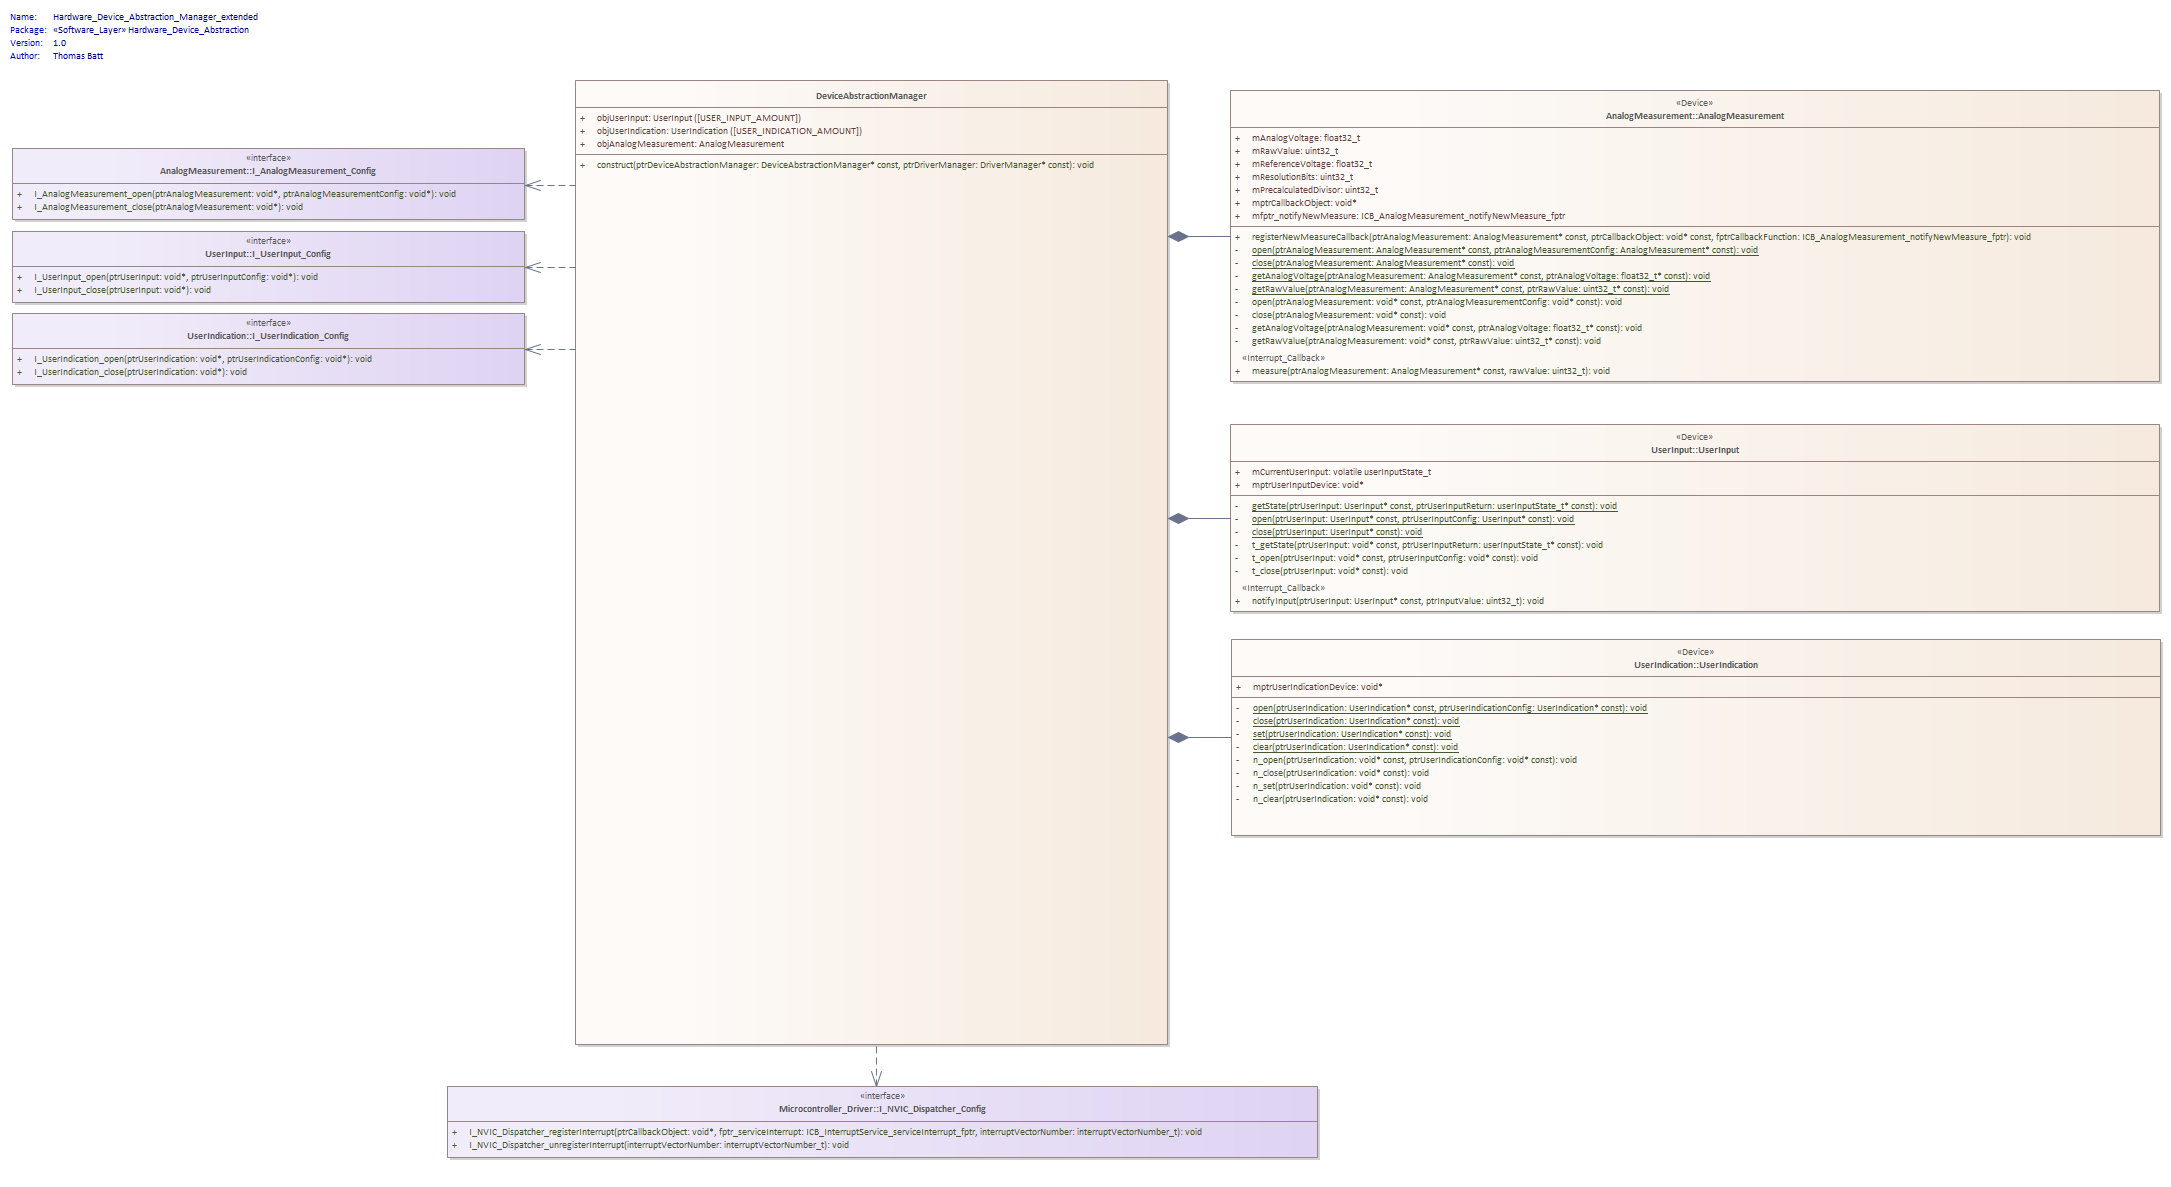 Name: Hardware_Device_Abstraction_Manager_extended
Package: «Software_Layer» Hardware_Device_Abstraction
Version: 1.0
Author: Thomas Batt
DeviceAbstractionManager
+ objUserInput: UserInput ([USER_INPUT_AMOUNT])
+ objUserIndication: UserIndication ([USER_INDICATION_AMOUNT])
+ objAnalogMeasurement: AnalogMeasurement
+ construct(ptrDeviceAbstractionManager: DeviceAbstractionManager* const, ptrDriverManager: DriverManager* const): void
«interface»
AnalogMeasurement::I_AnalogMeasurement_Config
+ I_AnalogMeasurement_open(ptrAnalogMeasurement: void*, ptrAnalogMeasurementConfig: void*): void
+ I_AnalogMeasurement_close(ptrAnalogMeasurement: void*): void
«interface»
UserInput::I_UserInput_Config
+ I_UserInput_open(ptrUserInput: void*, ptrUserInputConfig: void*): void
+ I_UserInput_close(ptrUserInput: void*): void
«interface»
UserIndication::I_UserIndication_Config
+ I_UserIndication_open(ptrUserIndication: void*, ptrUserIndicationConfig: void*): void
+ I_UserIndication_close(ptrUserIndication: void*): void
«Device»
AnalogMeasurement::AnalogMeasurement
+ mAnalogVoltage: float32_t
+ mRawValue: uint32_t
+ mReferenceVoltage: float32_t
+ mResolutionBits: uint32_t
+ mPrecalculatedDivisor: uint32_t
+ mptrCallbackObject: void*
+ mfptr_notifyNewMeasure: ICB_AnalogMeasurement_notifyNewMeasure_fptr
+ registerNewMeasureCallback(ptrAnalogMeasurement: AnalogMeasurement* const, ptrCallbackObject: void* const, fptrCallbackFunction: ICB_AnalogMeasurement_notifyNewMeasure_fptr): void
- open(ptrAnalogMeasurement: AnalogMeasurement* const, ptrAnalogMeasurementConfig: AnalogMeasurement* const): void
- close(ptrAnalogMeasurement: AnalogMeasurement* const): void
- getAnalogVoltage(ptrAnalogMeasurement: AnalogMeasurement* const, ptrAnalogVoltage: float32_t* const): void
- getRawValue(ptrAnalogMeasurement: AnalogMeasurement* const, ptrRawValue: uint32_t* const): void
- open(ptrAnalogMeasurement: void* const, ptrAnalogMeasurementConfig: void* const): void
- close(ptrAnalogMeasurement: void* const): void
- getAnalogVoltage(ptrAnalogMeasurement: void* const, ptrAnalogVoltage: float32_t* const): void
- getRawValue(ptrAnalogMeasurement: void* const, ptrRawValue: uint32_t* const): void
«Interrupt_Callback»
+ measure(ptrAnalogMeasurement: AnalogMeasurement* const, rawValue: uint32_t): void
«Device»
UserInput::UserInput
+ mCurrentUserInput: volatile userInputState_t
+ mptrUserInputDevice: void*
- getState(ptrUserInput: UserInput* const, ptrUserInputReturn: userInputState_t* const): void
- open(ptrUserInput: UserInput* const, ptrUserInputConfig: UserInput* const): void
- close(ptrUserInput: UserInput* const): void
- t_getState(ptrUserInput: void* const, ptrUserInputReturn: userInputState_t* const): void
- t_open(ptrUserInput: void* const, ptrUserInputConfig: void* const): void
- t_close(ptrUserInput: void* const): void
«Interrupt_Callback»
+ notifyInput(ptrUserInput: UserInput* const, ptrInputValue: uint32_t): void
«Device»
UserIndication::UserIndication
+ mptrUserIndicationDevice: void*
- open(ptrUserIndication: UserIndication* const, ptrUserIndicationConfig: UserIndication* const): void
- close(ptrUserIndication: UserIndication* const): void
- set(ptrUserIndication: UserIndication* const): void
- clear(ptrUserIndication: UserIndication* const): void
- n_open(ptrUserIndication: void* const, ptrUserIndicationConfig: void* const): void
- n_close(ptrUserIndication: void* const): void
- n_set(ptrUserIndication: void* const): void
- n_clear(ptrUserIndication: void* const): void
«interface»
Microcontroller_Driver::I_NVIC_Dispatcher_Config
+ I_NVIC_Dispatcher_registerInterrupt(ptrCallbackObject: void*, fptr_serviceInterrupt: ICB_InterruptService_serviceInterrupt_fptr, interruptVectorNumber: interruptVectorNumber_t): void
+ I_NVIC_Dispatcher_unregisterInterrupt(interruptVectorNumber: interruptVectorNumber_t): void